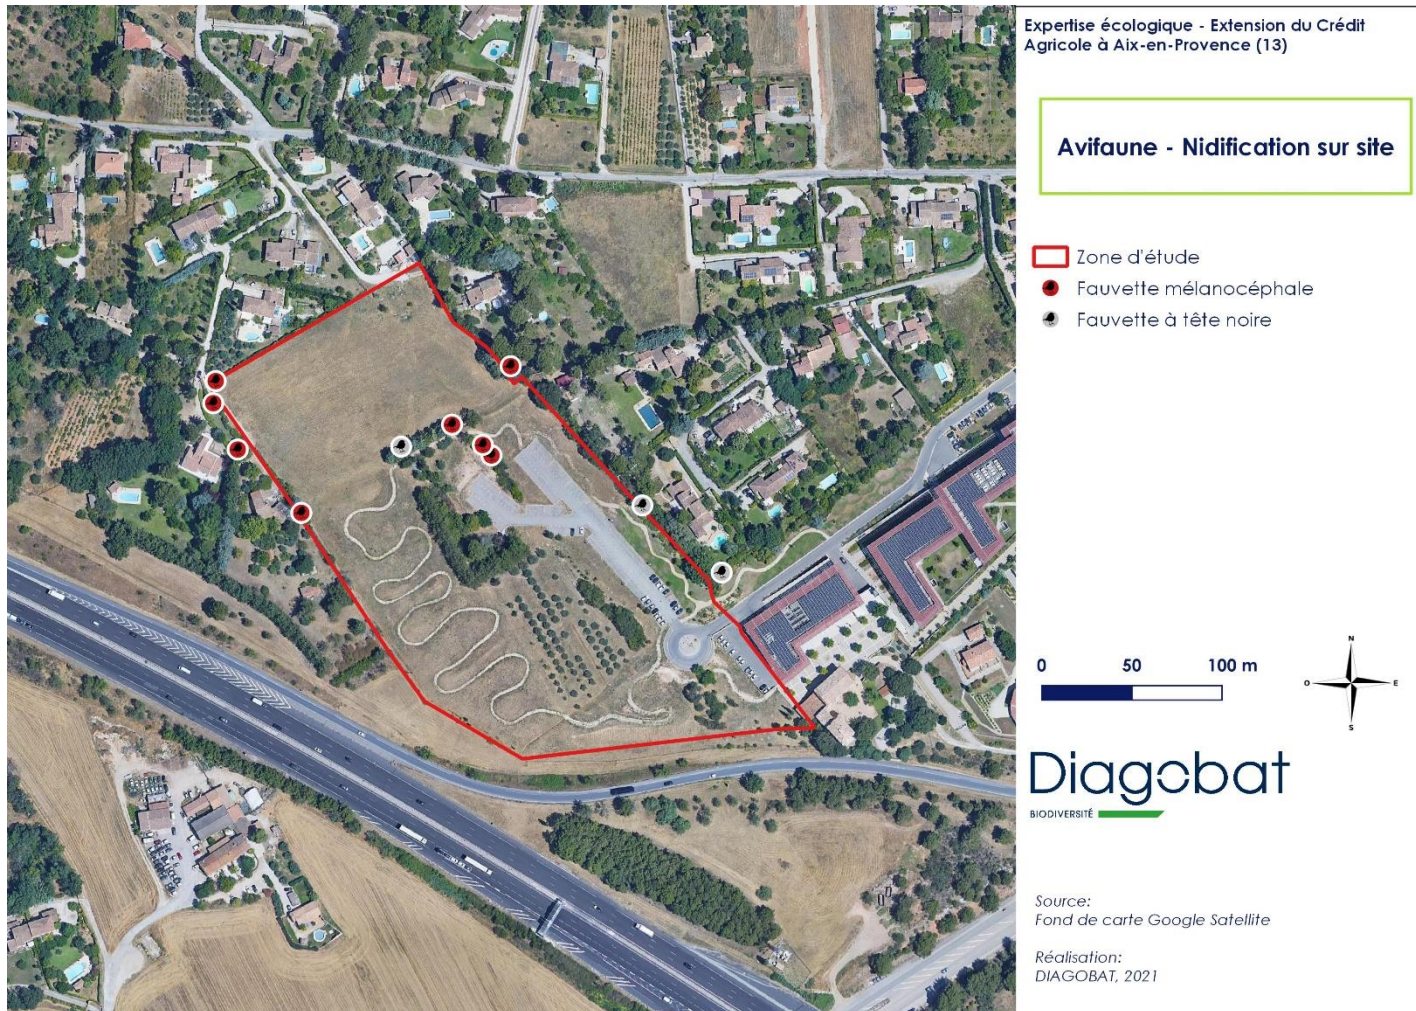 Expertise écologique - Extension du Crédit
Agricole à Aix-en-Provence (13)
Avifaune - Nidification sur site
Zone d'étude
Fauvette mélanocéphale
Fauvette à tête noire
0 50 100 m
N
O E
S
Diagobat
BIODIVERSITÉ
Source:
Fond de carte Google Satellite
Réalisation:
DIAGOBAT, 2021